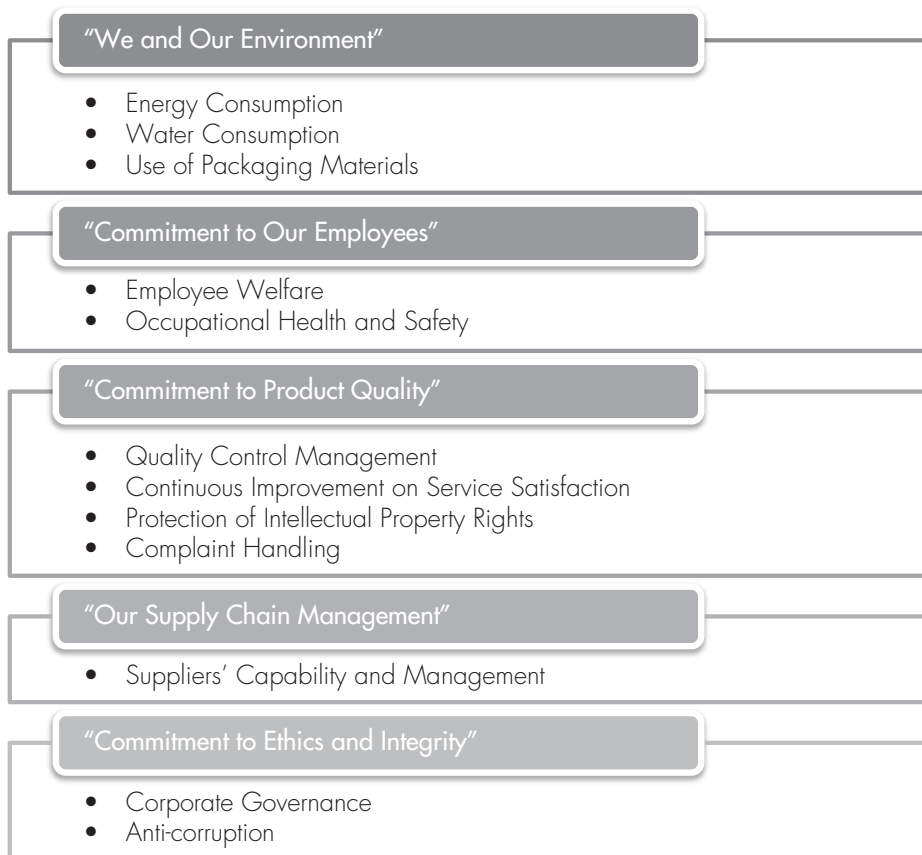 “We and Our Environment”
• Energy Consumption
• Water Consumption
• Use of Packaging Materials
“Commitment to Our Employees”
• Employee Welfare
• Occupational Health and Safety
“Commitment to Product Quality”
• Quality Control Management
• Continuous Improvement on Service Satisfaction
• Protection of Intellectual Property Rights
• Complaint Handling
“Our Supply Chain Management”
• Suppliers’ Capability and Management
“Commitment to Ethics and Integrity”
• Corporate Governance
• Anti-corruption